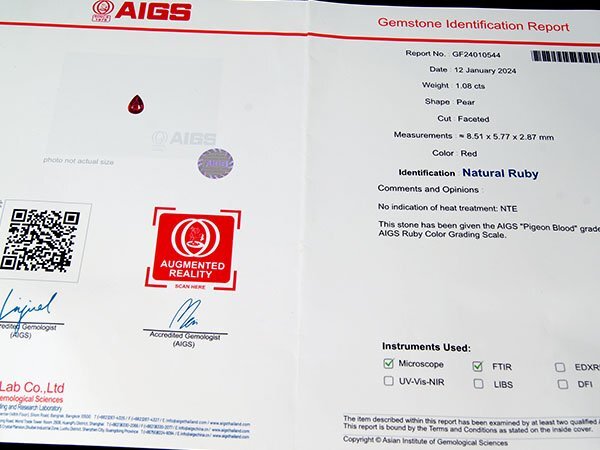 AIGS
AIGS
photo not actual size
AIGS
AUGMENTED
REALITY
SCAN HERE
Accredited Gemologist
(AIGS)
Accredited Gemologist
(AIGS)
Lab Co.,Ltd
Gemological Sciences
and Research Laboratory
Gemstone Identification Report
Report No. GF24010544
Date : 12 January 2024
Weight : 1.08 cts
Shape : Pear
Cut : Faceted
Measurements : ≈ 8.51 x 5.77 x 2.87 mm
Color : Red
Identification : Natural Ruby
Comments and Opinions :
No indication of heat treatment: NTE
This stone has been given the AIGS "Pigeon Blood" grade
AIGS Ruby Color Grading Scale.
Instruments Used:
Microscope FTIR EDXR
UV-Vis-NIR LIBS DFI
The item described within this report has been examined by at least two qualified
This report is bound by the Terms and Conditions as stated on the inside cover.
Copyright © Asian Institute of Gemological Sciences